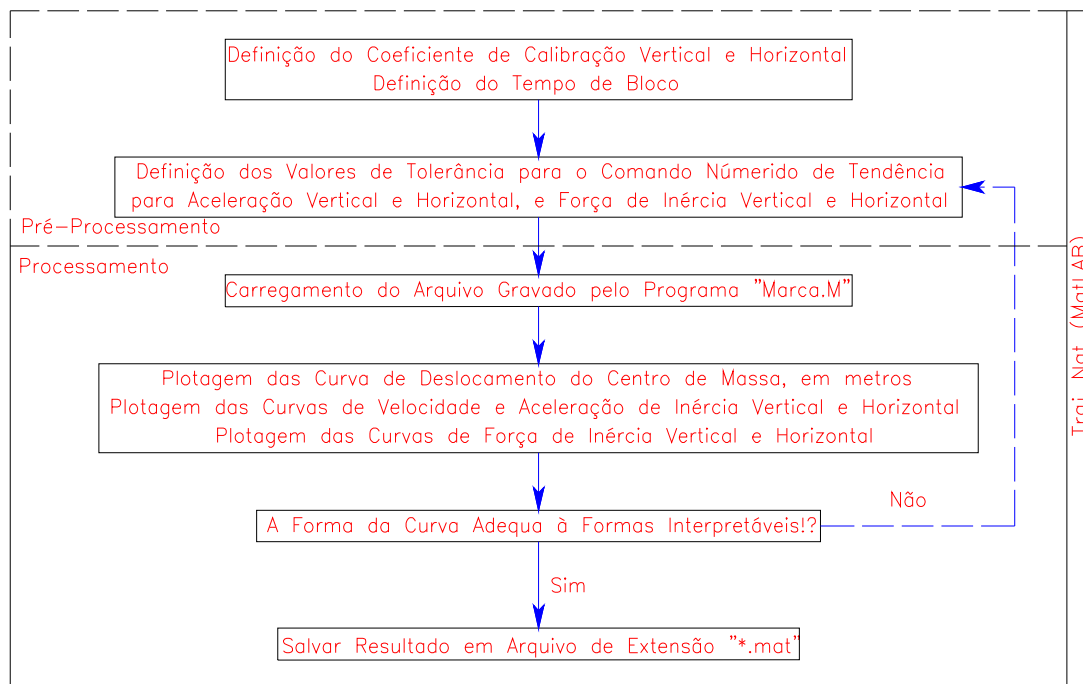 Definição do Coeficiente de Calibração Vertical e Horizontal
Definição do Tempo de Bloco
Definição dos Valores de Tolerância para o Comando Númerido de Tendência
para Aceleração Vertical e Horizontal, e Força de Inércia Vertical e Horizontal
Pré-Processamento
Processamento
Carregamento do Arquivo Gravado pelo Programa "Marca.M"
Plotagem das Curva de Deslocamento do Centro de Massa, em metros
Plotagem das Curvas de Velocidade e Aceleração de Inércia Vertical e Horizontal
Plotagem das Curvas de Força de Inércia Vertical e Horizontal
Não
A Forma da Curva Adequa à Formas Interpretáveis!?
Sim
Salvar Resultado em Arquivo de Extensão "*.mat"
Traj_Nat (MatLAB)